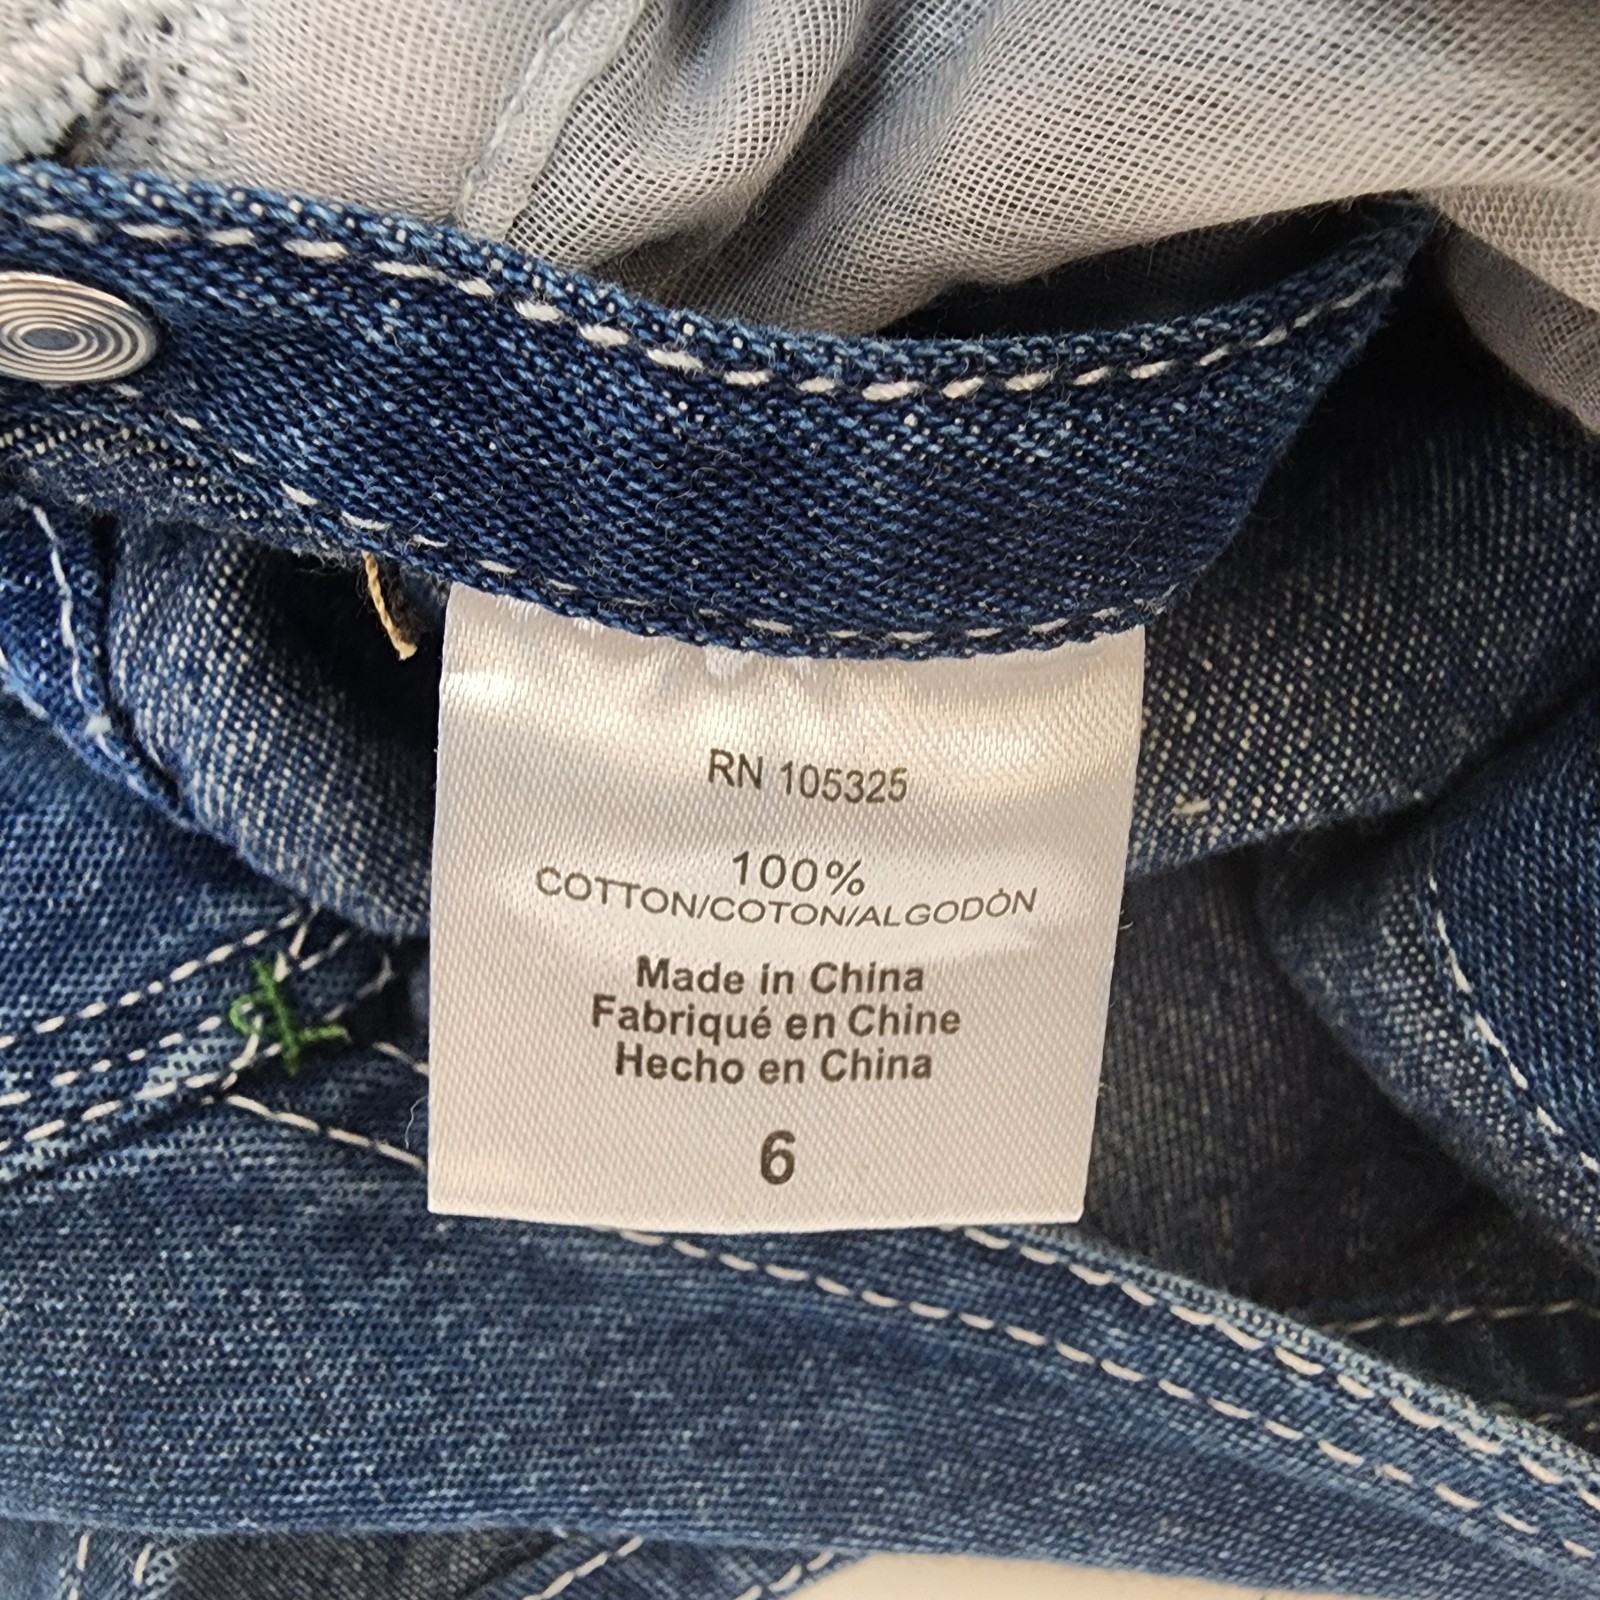 RN 105325
100%
COTTON/COTON/ALGODÓN
Made in China
Fabriqué en Chine
Hecho en China
6